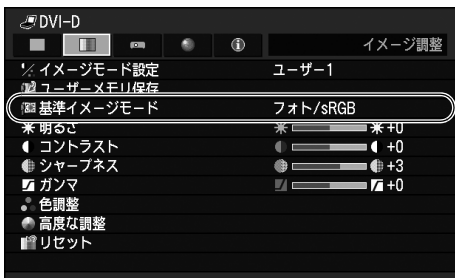 DVI-D
イメージ調整
イメージモード設定 ユーザー1
ユーザーメモリ保存
基準イメージモード フォト/sRGB
明るさ +0
コントラスト +0
シャープネス +3
ガンマ +0
色調整
高度な調整
リセット